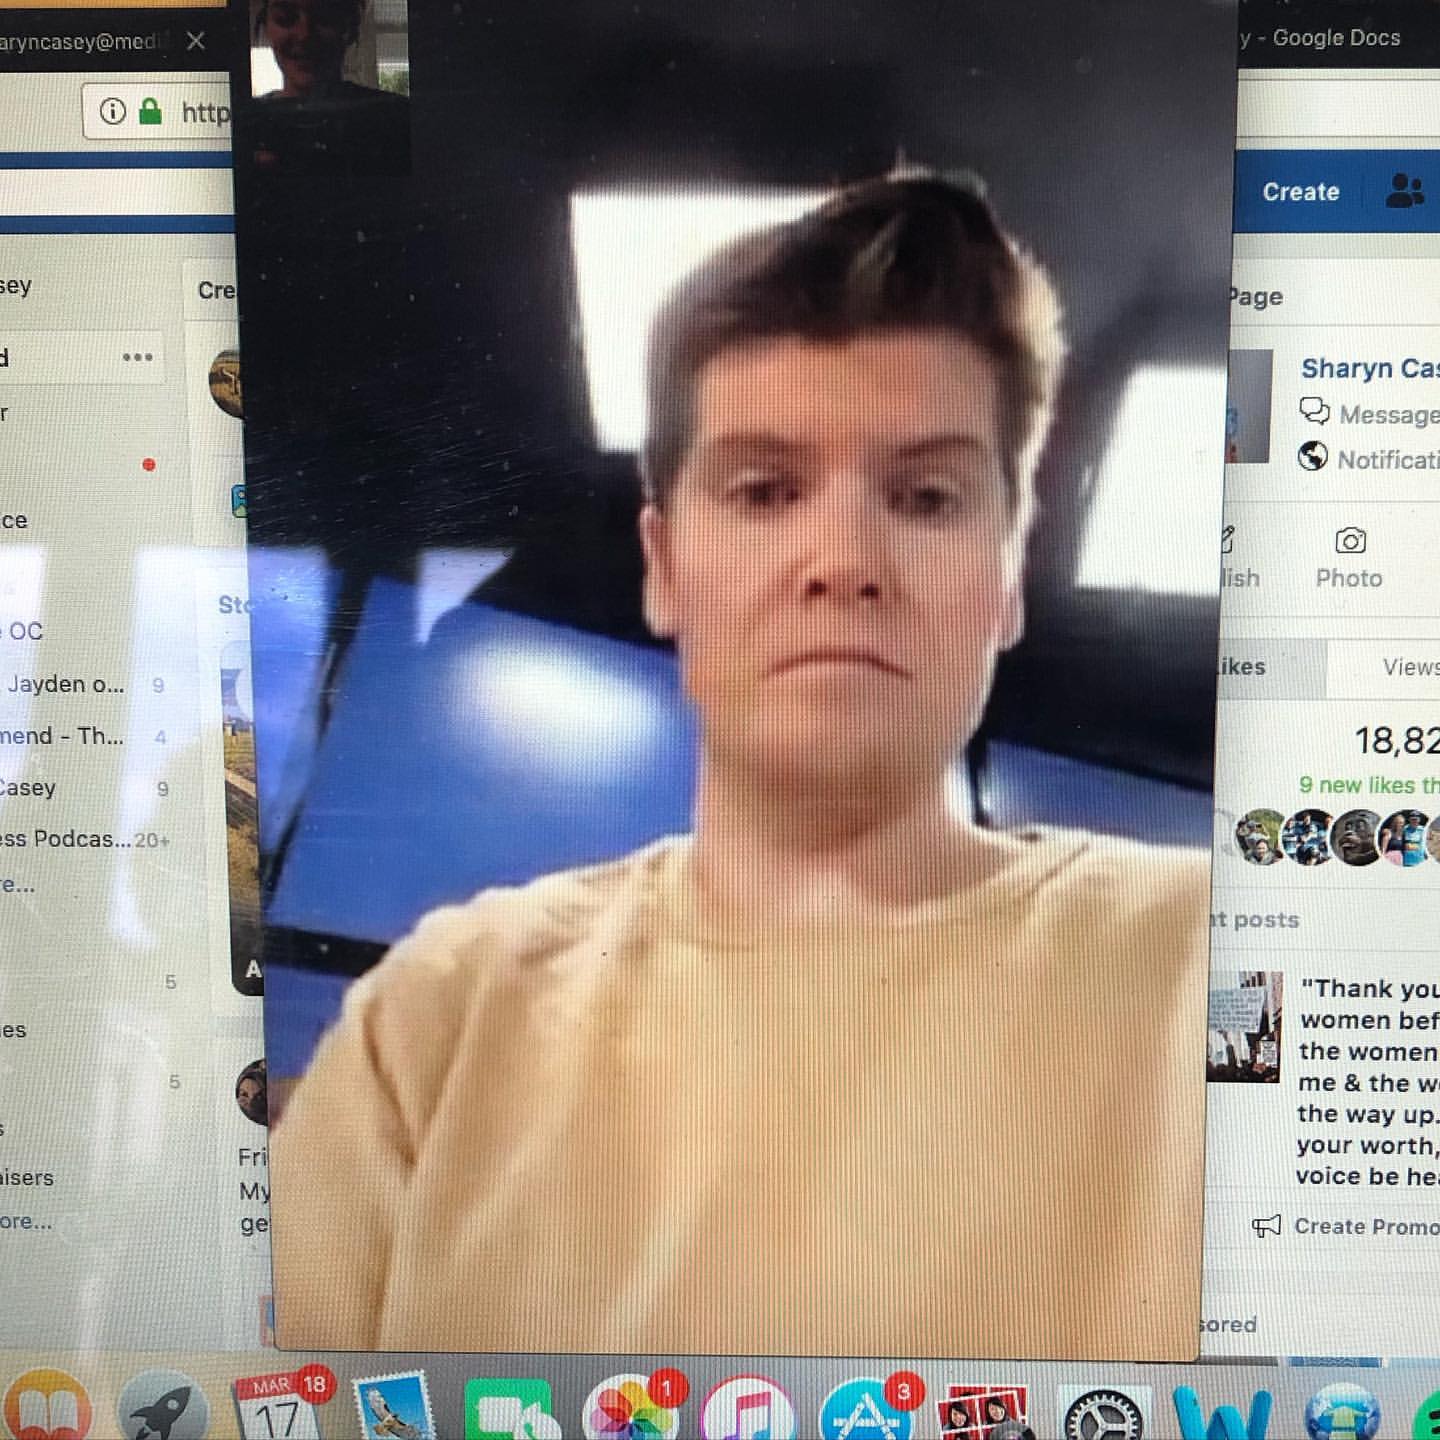 aryncasey@med
y - Google Docs
http
Create
sey
Cre
Page
d
Sharyn Cas
r
Message
Notificati
ce
lish
Photo
Sto
OC
Jayden o... 9
ikes
Views
mend - Th... 4
18,82
Casey 9
9 new likes th
ess Podcas... 20+
re...
nt posts
A
5
"Thank you
women bef
es
the women
5
me & the w
the way up.
s
your worth,
Fri
voice be hea
aisers
My
ge
ore...
Create Promo
sored
MAR 18
17
1
3